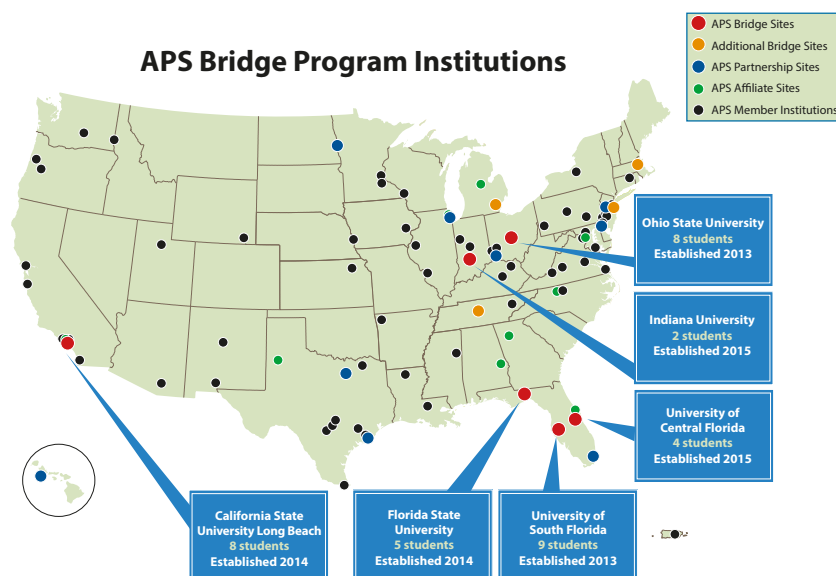 APS Bridge Program Institutions
APS Bridge Sites
Additional Bridge Sites
APS Partnership Sites
APS Affiliate Sites
APS Member Institutions
Ohio State University
8 students
Established 2013
Indiana University
2 students
Established 2015
University of
Central Florida
4 students
Established 2015
California State
University Long Beach
8 students
Established 2014
Florida State
University
5 students
Established 2014
University of
South Florida
9 students
Established 2013